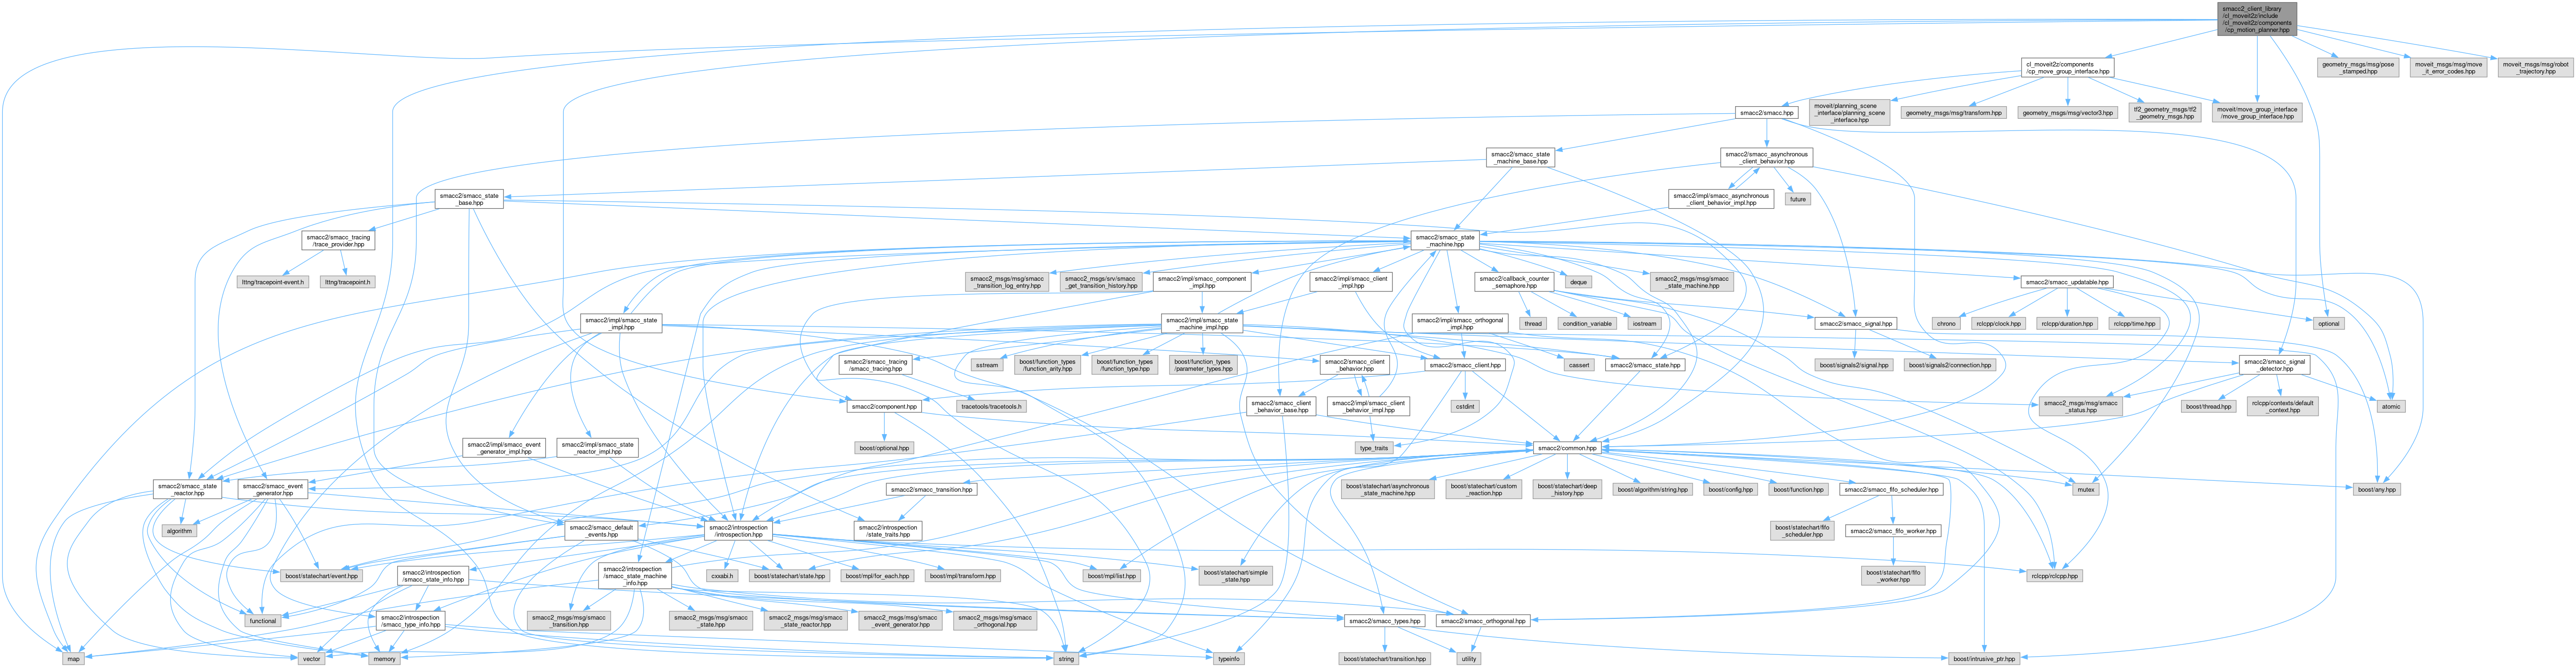 smacc2_client_library
/cl_moveit2z/include
/cl_moveit2z/components
/cp_motion_planner.hpp
cl_moveit2z/components
/cp_move_group_interface.hpp
geometry_msgs/msg/pose
_stamped.hpp
moveit_msgs/msg/move
_it_error_codes.hpp
moveit_msgs/msg/robot
_trajectory.hpp
moveit/planning_scene
_interface/planning_scene
_interface.hpp
smacc2/smacc.hpp
geometry_msgs/msg/transform.hpp
geometry_msgs/msg/vector3.hpp
tf2_geometry_msgs/tf2
_geometry_msgs.hpp
moveit/move_group_interface
/move_group_interface.hpp
smacc2/smacc_state
_machine_base.hpp
smacc2/smacc_asynchronous
_client_behavior.hpp
smacc2/smacc_state
_base.hpp
smacc2/impl/smacc_asynchronous
_client_behavior_impl.hpp
future
smacc2/smacc_tracing
/trace_provider.hpp
smacc2/smacc_state
_machine.hpp
lttng/tracepoint-event.h
lttng/tracepoint.h
smacc2_msgs/msg/smacc
_transition_log_entry.hpp
smacc2_msgs/srv/smacc
_get_transition_history.hpp
smacc2/impl/smacc_component
_impl.hpp
smacc2/impl/smacc_client
_impl.hpp
smacc2/callback_counter
_semaphore.hpp
deque
smacc2_msgs/msg/smacc
_state_machine.hpp
smacc2/smacc_updatable.hpp
smacc2/impl/smacc_state
_impl.hpp
smacc2/impl/smacc_state
_machine_impl.hpp
smacc2/impl/smacc_orthogonal
_impl.hpp
thread
condition_variable
iostream
smacc2/smacc_signal.hpp
chrono
rclcpp/clock.hpp
rclcpp/duration.hpp
rclcpp/time.hpp
optional
smacc2/smacc_tracing
/smacc_tracing.hpp
sstream
boost/function_types
/function_arity.hpp
boost/function_types
/function_type.hpp
boost/function_types
/parameter_types.hpp
smacc2/smacc_client
_behavior.hpp
smacc2/smacc_client.hpp
cassert
smacc2/smacc_state.hpp
boost/signals2/signal.hpp
boost/signals2/connection.hpp
smacc2/smacc_signal
_detector.hpp
smacc2/component.hpp
tracetools/tracetools.h
smacc2/smacc_client
_behavior_base.hpp
smacc2/impl/smacc_client
_behavior_impl.hpp
cstdint
smacc2_msgs/msg/smacc
_status.hpp
boost/thread.hpp
rclcpp/contexts/default
_context.hpp
atomic
smacc2/impl/smacc_event
_generator_impl.hpp
smacc2/impl/smacc_state
_reactor_impl.hpp
boost/optional.hpp
type_traits
smacc2/common.hpp
smacc2/smacc_state
_reactor.hpp
smacc2/smacc_event
_generator.hpp
smacc2/smacc_transition.hpp
boost/statechart/asynchronous
_state_machine.hpp
boost/statechart/custom
_reaction.hpp
boost/statechart/deep
_history.hpp
boost/algorithm/string.hpp
boost/config.hpp
boost/function.hpp
smacc2/smacc_fifo_scheduler.hpp
mutex
boost/any.hpp
algorithm
smacc2/smacc_default
_events.hpp
smacc2/introspection
/introspection.hpp
smacc2/introspection
/state_traits.hpp
boost/statechart/fifo
_scheduler.hpp
smacc2/smacc_fifo_worker.hpp
boost/statechart/event.hpp
smacc2/introspection
/smacc_state_info.hpp
smacc2/introspection
/smacc_state_machine
_info.hpp
cxxabi.h
boost/statechart/state.hpp
boost/mpl/for_each.hpp
boost/mpl/transform.hpp
boost/mpl/list.hpp
boost/statechart/simple
_state.hpp
boost/statechart/fifo
_worker.hpp
rclcpp/rclcpp.hpp
functional
smacc2/introspection
/smacc_type_info.hpp
smacc2_msgs/msg/smacc
_transition.hpp
smacc2_msgs/msg/smacc
_state.hpp
smacc2_msgs/msg/smacc
_state_reactor.hpp
smacc2_msgs/msg/smacc
_event_generator.hpp
smacc2_msgs/msg/smacc
_orthogonal.hpp
smacc2/smacc_types.hpp
smacc2/smacc_orthogonal.hpp
map
vector
memory
string
typeinfo
boost/statechart/transition.hpp
utility
boost/intrusive_ptr.hpp